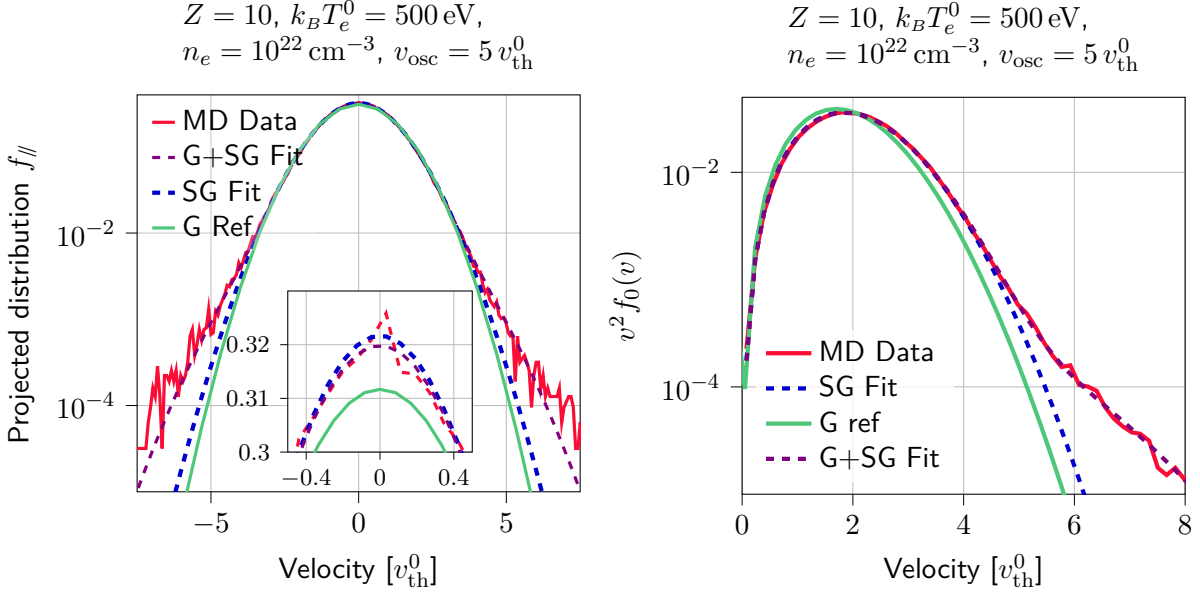 Z = 10, k_B T_e^0 = 500 eV,
n_e = 10^22 cm^−3, v_osc = 5 v_th^0
Projected distribution f_//
10^−2
10^−4
MD Data
G+SG Fit
SG Fit
G Ref
0.32
0.31
0.3
−0.4
0
0.4
−5
0
5
Velocity [v_th^0]
Z = 10, k_B T_e^0 = 500 eV,
n_e = 10^22 cm^−3, v_osc = 5 v_th^0
v^2 f_0(v)
10^−2
10^−4
MD Data
SG Fit
G ref
G+SG Fit
0
2
4
6
8
Velocity [v_th^0]